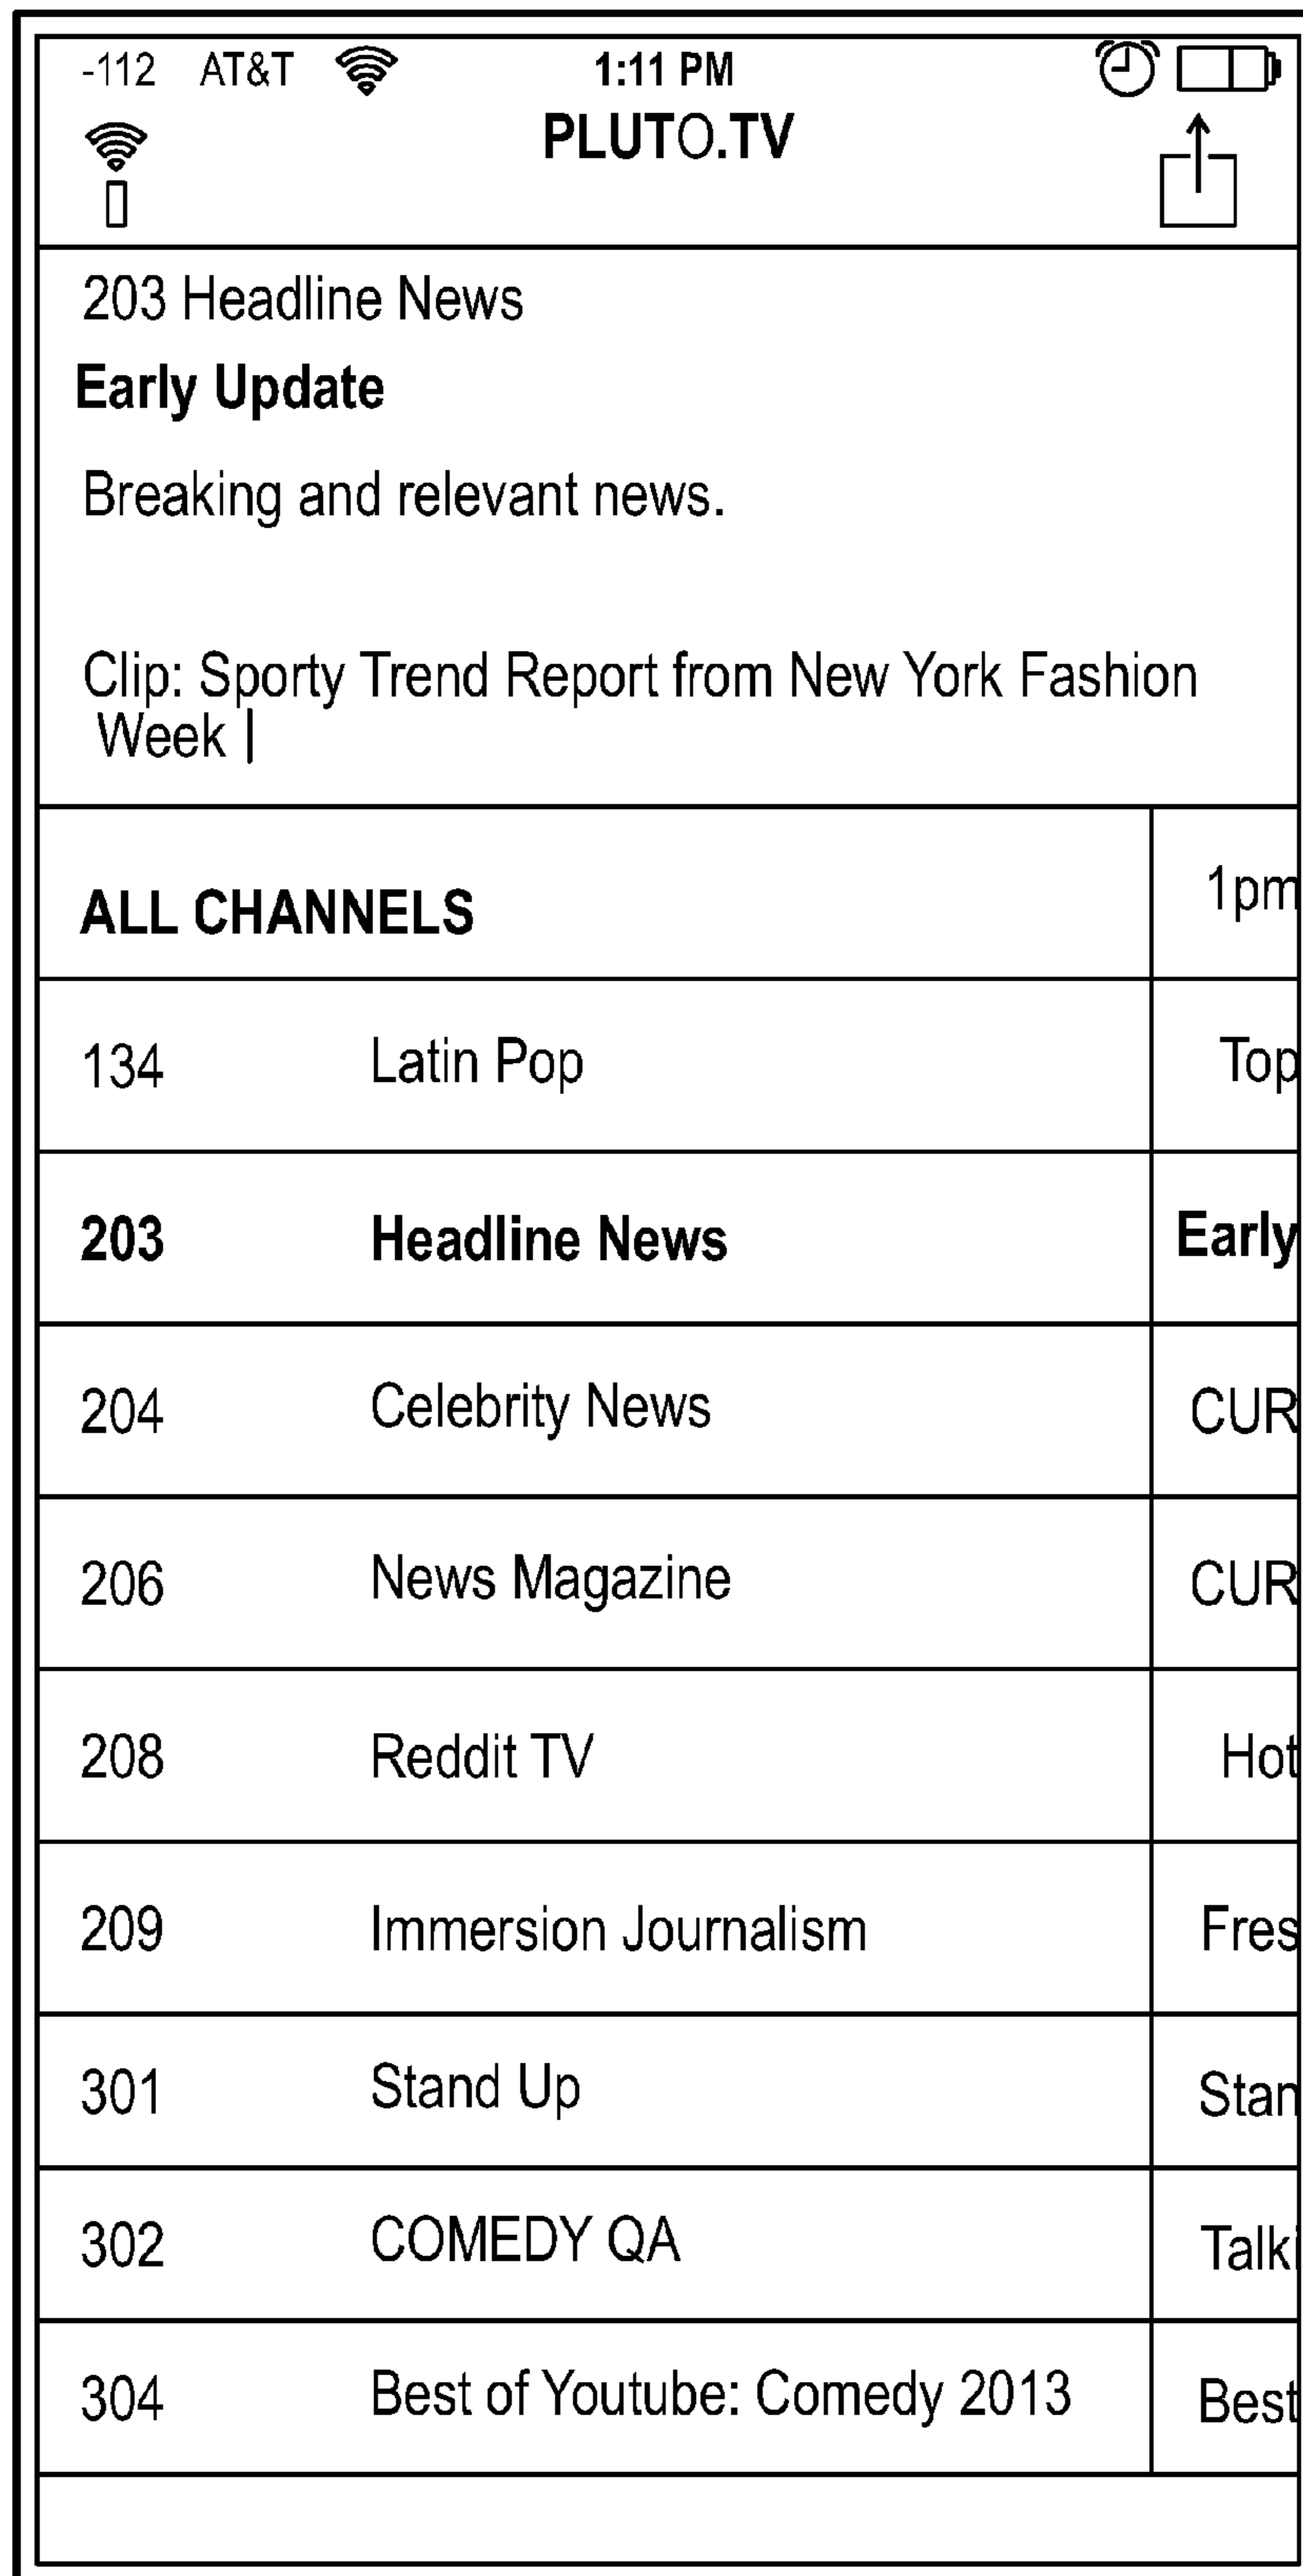 -112 AT&T 1:11 PM
PLUTO.TV
203 Headline News
Early Update
Breaking and relevant news.
Clip: Sporty Trend Report from New York Fashion
Week |
ALL CHANNELS 1pm
134 Latin Pop Top
203 Headline News Early
204 Celebrity News CUR
206 News Magazine CUR
208 Reddit TV Hot
209 Immersion Journalism Fres
301 Stand Up Stan
302 COMEDY QA Talki
304 Best of Youtube: Comedy 2013 Best